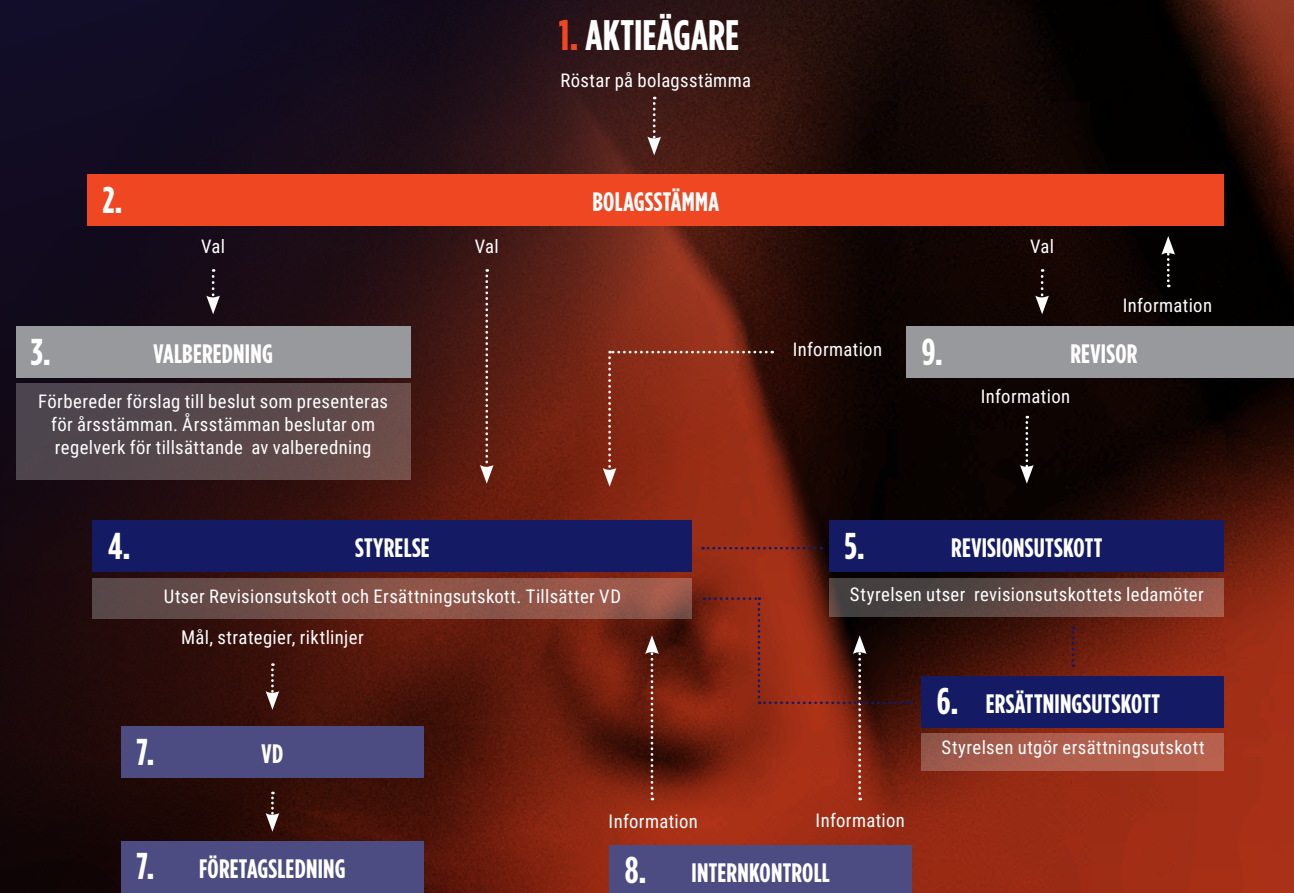 1. AKTIEÄGARE
Röstar på bolagsstämma
2. BOLAGSSTÄMMA
Val
Val
Val
Information
3. VALBEREDNING
Förbereder förslag till beslut som presenteras
för årsstämman. Årsstämman beslutar om
regelverk för tillsättande av valberedning
Information
9. REVISOR
Information
4. STYRELSE
Utser Revisionsutskott och Ersättningsutskott. Tillsätter VD
5. REVISIONSUTSKOTT
Styrelsen utser revisionsutskottets ledamöter
Mål, strategier, riktlinjer
6. ERSÄTTNINGSUTSKOTT
Styrelsen utgör ersättningsutskott
7. VD
Information
Information
7. FÖRETAGSLEDNING
8. INTERNKONTROLL